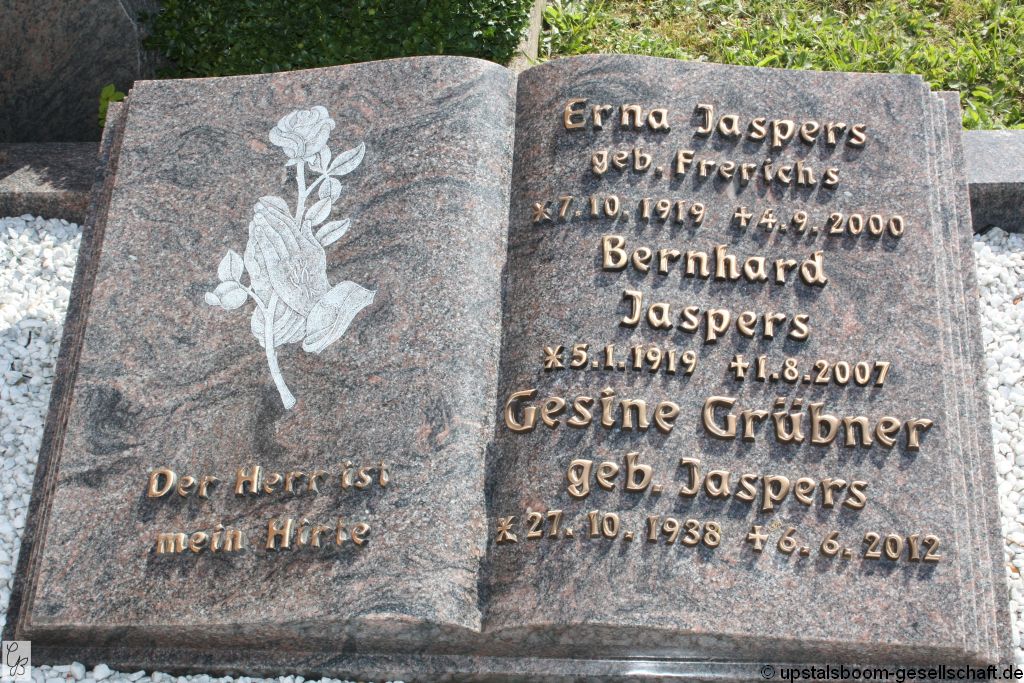 Der Herr ist
mein Hirte
Erna Jaspers
geb. Frerichs
*7.10.1919 †4.9.2000
Bernhard
Jaspers
*5.1.1919 †1.8.2007
Gesine Grübner
geb. Jaspers
*27.10.1938 †6.6.2012
© upstalsboom-gesellschaft.de